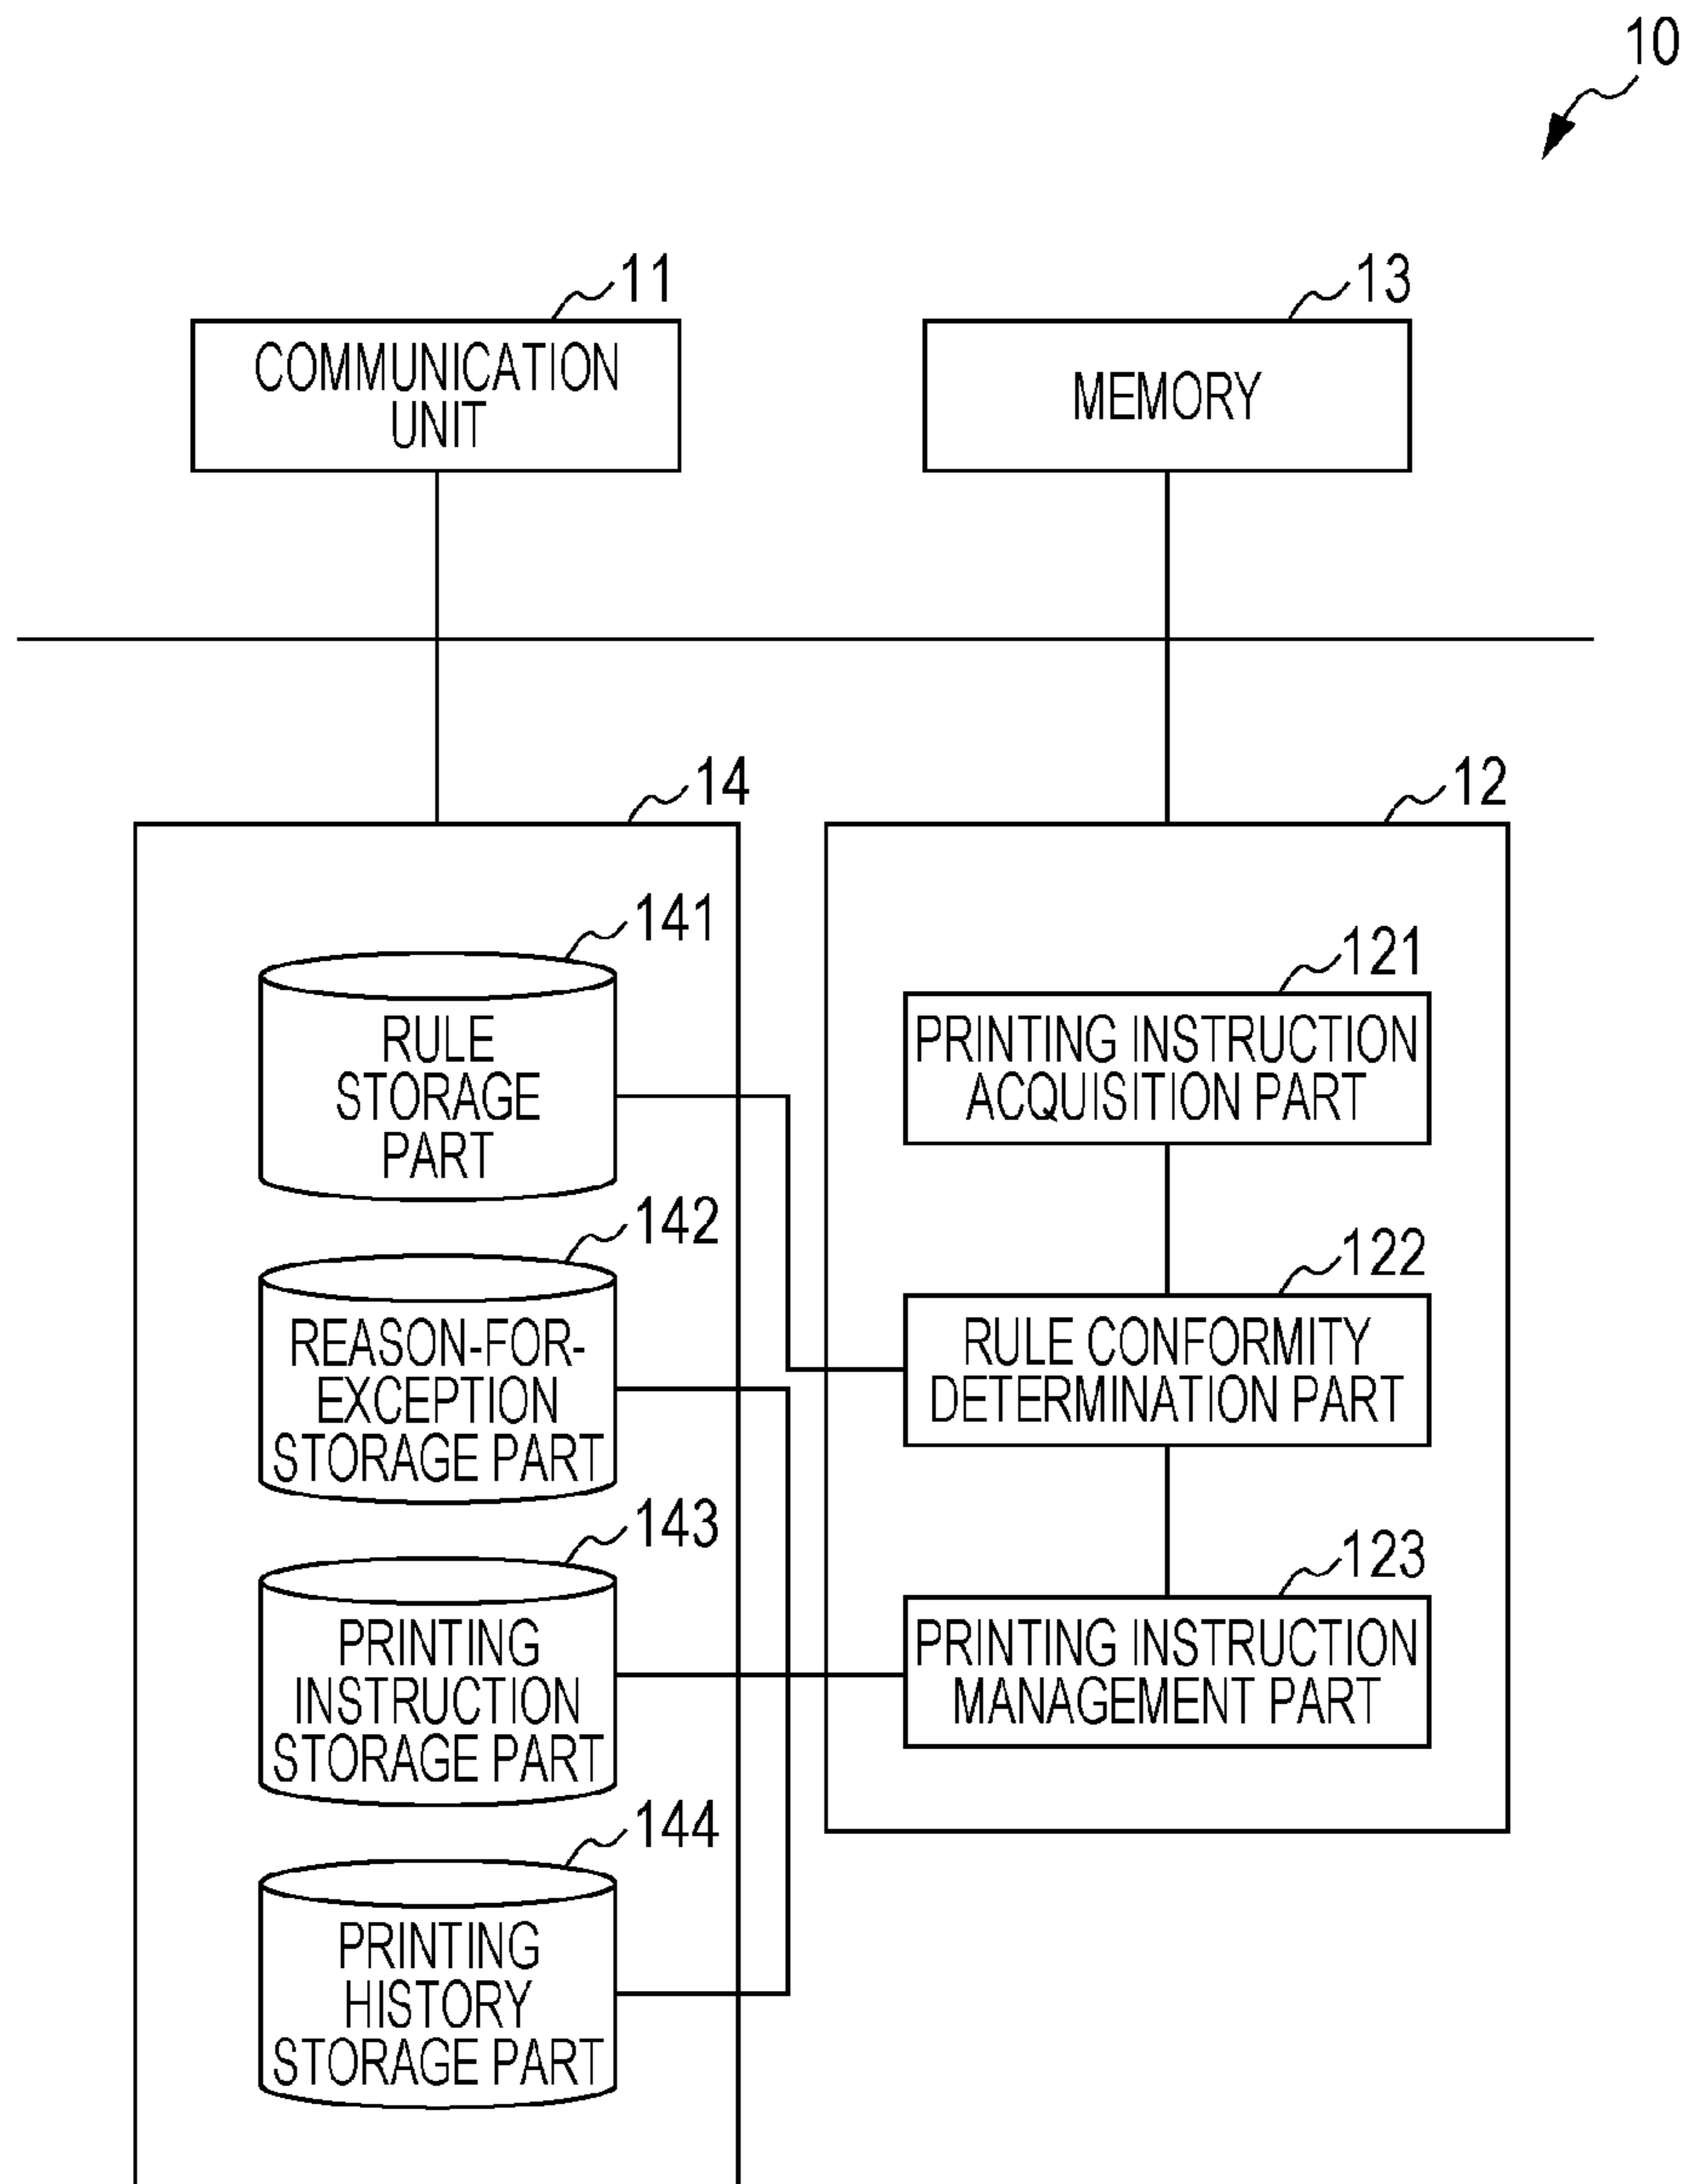 10
11
COMMUNICATION
UNIT
13
MEMORY
14
141
RULE
STORAGE
PART
142
REASON-FOR-
EXCEPTION
STORAGE PART
143
PRINTING
INSTRUCTION
STORAGE PART
144
PRINTING
HISTORY
STORAGE PART
12
121
PRINTING INSTRUCTION
ACQUISITION PART
122
RULE CONFORMITY
DETERMINATION PART
123
PRINTING INSTRUCTION
MANAGEMENT PART